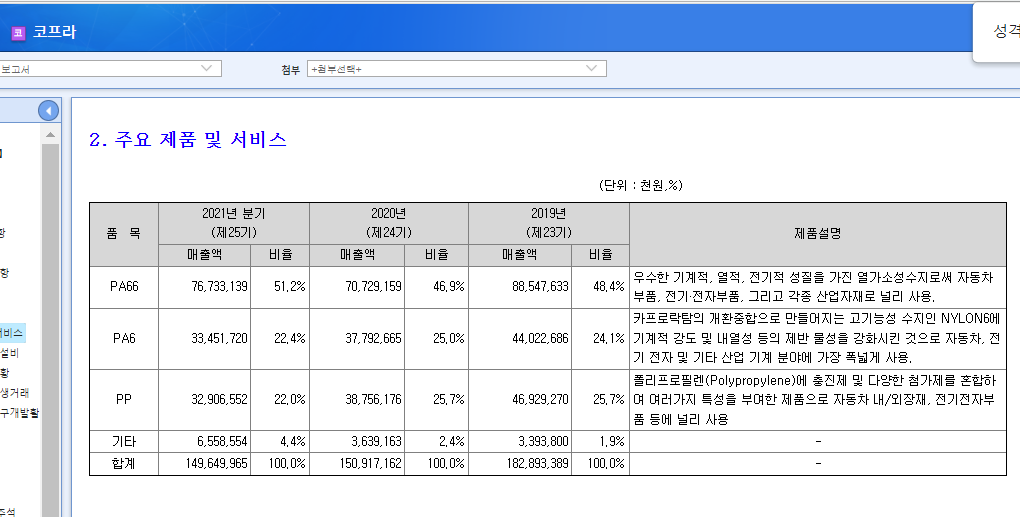 코 코프라
성격
보고서
첨부 +첨부선택+
2. 주요 제품 및 서비스
(단위 : 천원,%)
품 목 2021년 분기 (제25기) 2020년 (제24기) 2019년 (제23기) 제품설명
매출액 비율 매출액 비율 매출액 비율
PA66 76,733,139 51.2% 70,729,159 46.9% 88,547,633 48.4%
우수한 기계적, 열적, 전기적 성질을 가진 열가소성수지로써 자동차
부품, 전기·전자부품, 그리고 각종 산업자재로 널리 사용.
PA6 33,451,720 22.4% 37,792,665 25.0% 44,022,686 24.1%
카프로락탐의 개환중합으로 만들어지는 고기능성 수지인 NYLON6에
기계적 강도 및 내열성 등의 제반 물성을 강화시킨 것으로 자동차, 전
기 전자 및 기타 산업 기계 분야에 가장 폭넓게 사용.
PP 32,906,552 22.0% 38,756,176 25.7% 46,929,270 25.7%
폴리프로필렌(Polypropylene)에 충진제 및 다양한 첨가제를 혼합하
여 여러가지 특성을 부여한 제품으로 자동차 내/외장재, 전기전자부
품 등에 널리 사용
기타 6,558,554 4.4% 3,639,163 2.4% 3,393,800 1.9% -
합계 149,649,965 100.0% 150,917,162 100.0% 182,893,389 100.0% -
황
황
서비스
설비
황
생거래
구개발활
주석